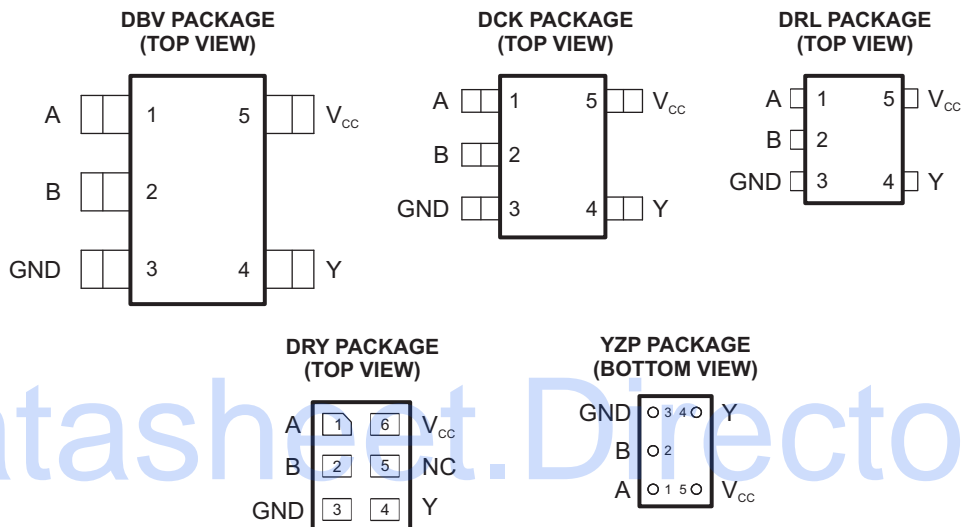 DBV PACKAGE
(TOP VIEW)
A 1 5 VCC
B 2
GND 3 4 Y
DCK PACKAGE
(TOP VIEW)
A 1 5 VCC
B 2
GND 3 4 Y
DRL PACKAGE
(TOP VIEW)
A 1 5 VCC
B 2
GND 3 4 Y
DRY PACKAGE
(TOP VIEW)
A 1 6 VCC
B 2 5 NC
GND 3 4 Y
YZP PACKAGE
(BOTTOM VIEW)
GND 3 4 Y
B 2
A 1 5 VCC
atasheet.Directo